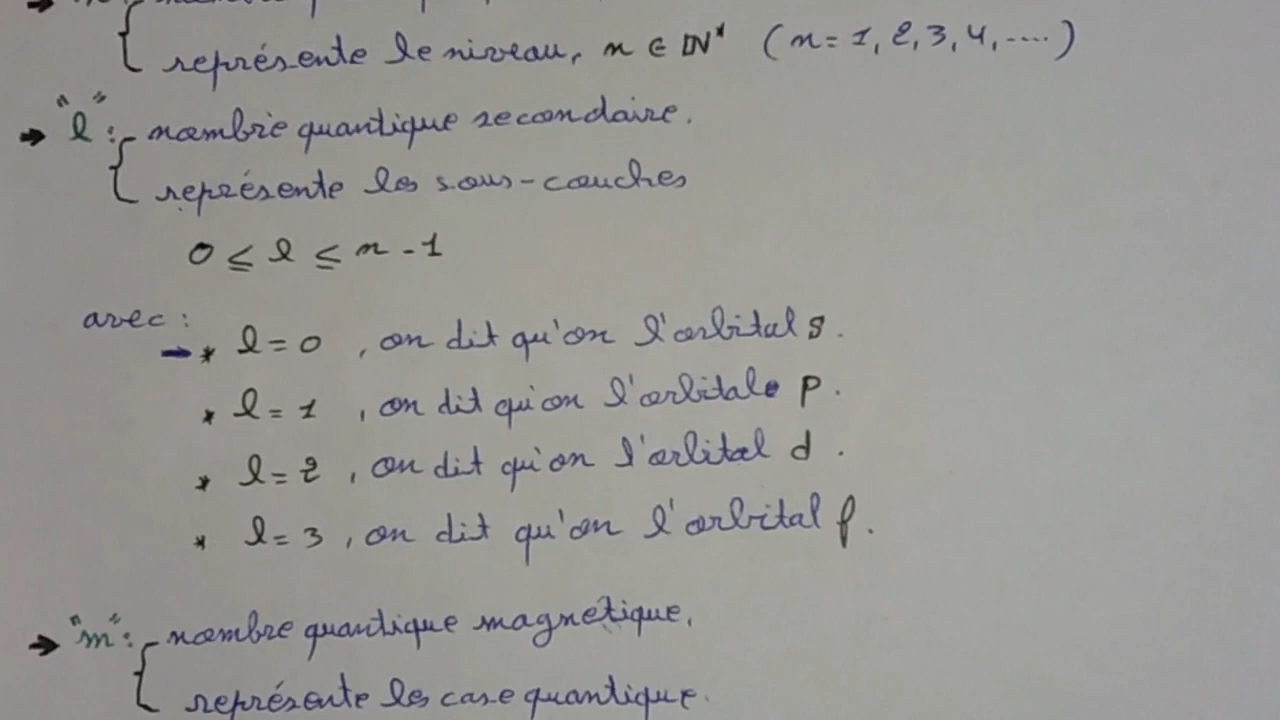 représente le niveau, n ∈ ℕ* (n = 1, 2, 3, 4, ....)
→ "l" : nombre quantique secondaire.
représente les sous-couches
0 ≤ l ≤ n - 1
avec :
→ * l = 0 , on dit qu'on l'orbital s .
* l = 1 , on dit qu'on l'orbitale p .
* l = 2 , on dit qu'on l'orbital d .
* l = 3 , on dit qu'on l'orbital f .
→ "m" : nombre quantique magnétique.
représente les case quantique.